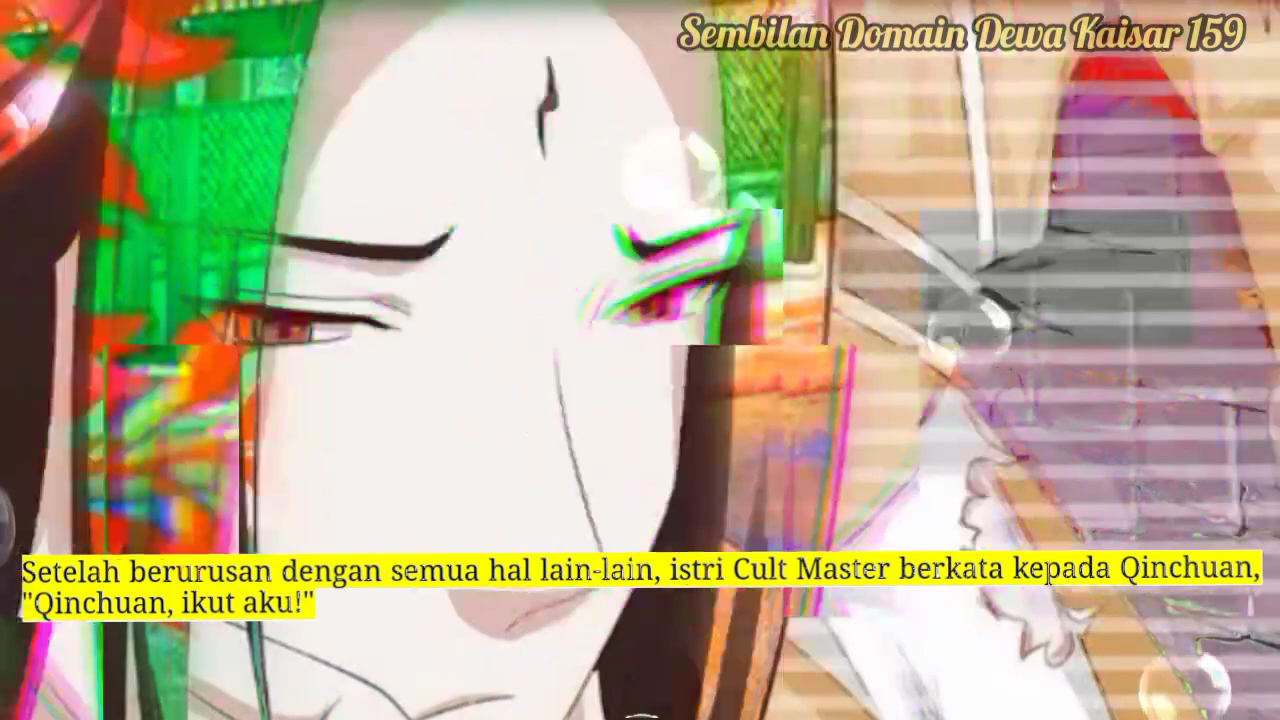 Sembilan Domain Dewa Kaisar 159
Setelah berurusan dengan semua hal lain-lain, istri Cult Master berkata kepada Qinchuan,
"Qinchuan, ikut aku!"